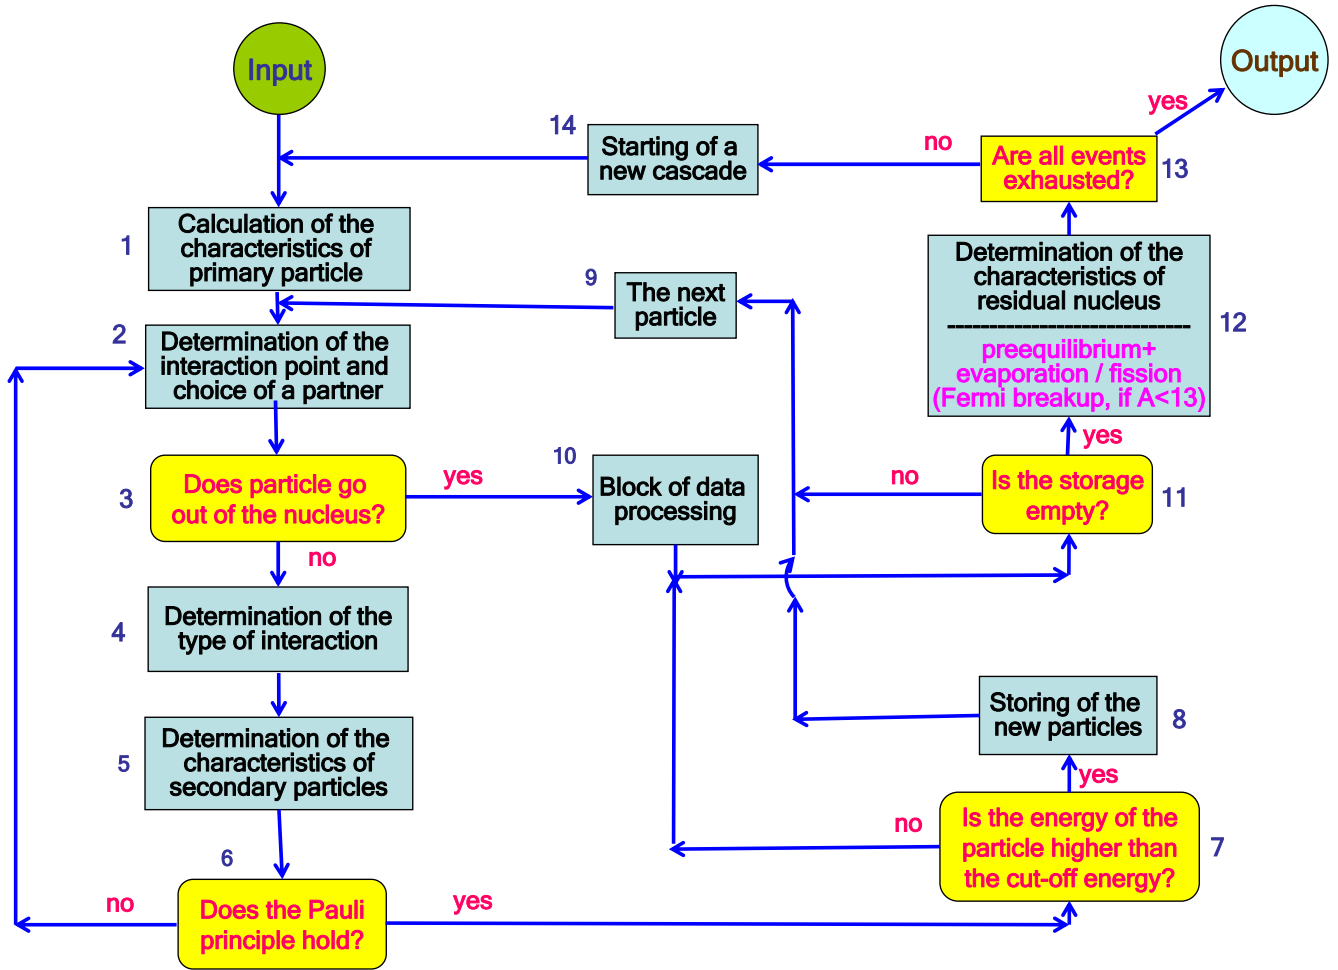 Input
Output
yes
14
Starting of a
new cascade
no
Are all events
exhausted?
13
1
Calculation of the
characteristics of
primary particle
9
The next
particle
Determination of the
characteristics of
residual nucleus
-----------------------------
preequilibrium+
evaporation / fission
(Fermi breakup, if A<13)
12
2
Determination of the
interaction point and
choice of a partner
yes
3
Does particle go
out of the nucleus?
yes
10
Block of data
processing
no
Is the storage
empty?
11
no
4
Determination of the
type of interaction
5
Determination of the
characteristics of
secondary particles
Storing of the
new particles
8
yes
6
no
Is the energy of the
particle higher than
the cut-off energy?
7
no
Does the Pauli
principle hold?
yes